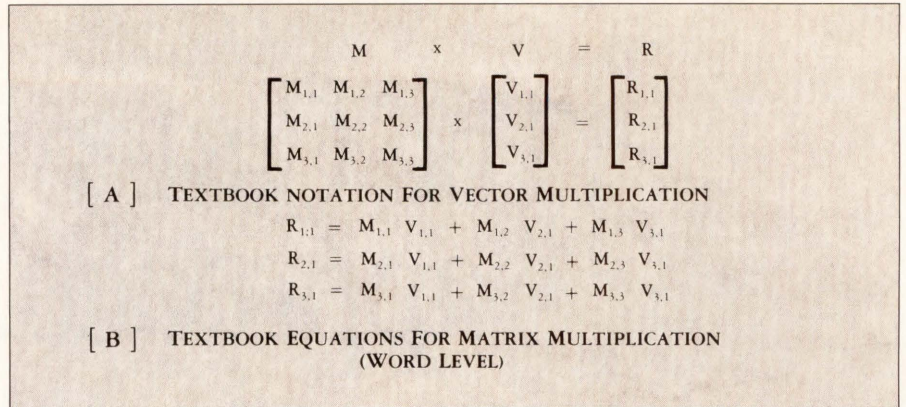 M x V = R
M1,1 M1,2 M1,3 V1,1 R1,1
M2,1 M2,2 M2,3 x V2,1 = R2,1
M3,1 M3,2 M3,3 V3,1 R3,1
[ A ] TEXTBOOK NOTATION FOR VECTOR MULTIPLICATION
R1,1 = M1,1 V1,1 + M1,2 V2,1 + M1,3 V3,1
R2,1 = M2,1 V1,1 + M2,2 V2,1 + M2,3 V3,1
R3,1 = M3,1 V1,1 + M3,2 V2,1 + M3,3 V3,1
[ B ] TEXTBOOK EQUATIONS FOR MATRIX MULTIPLICATION
(WORD LEVEL)